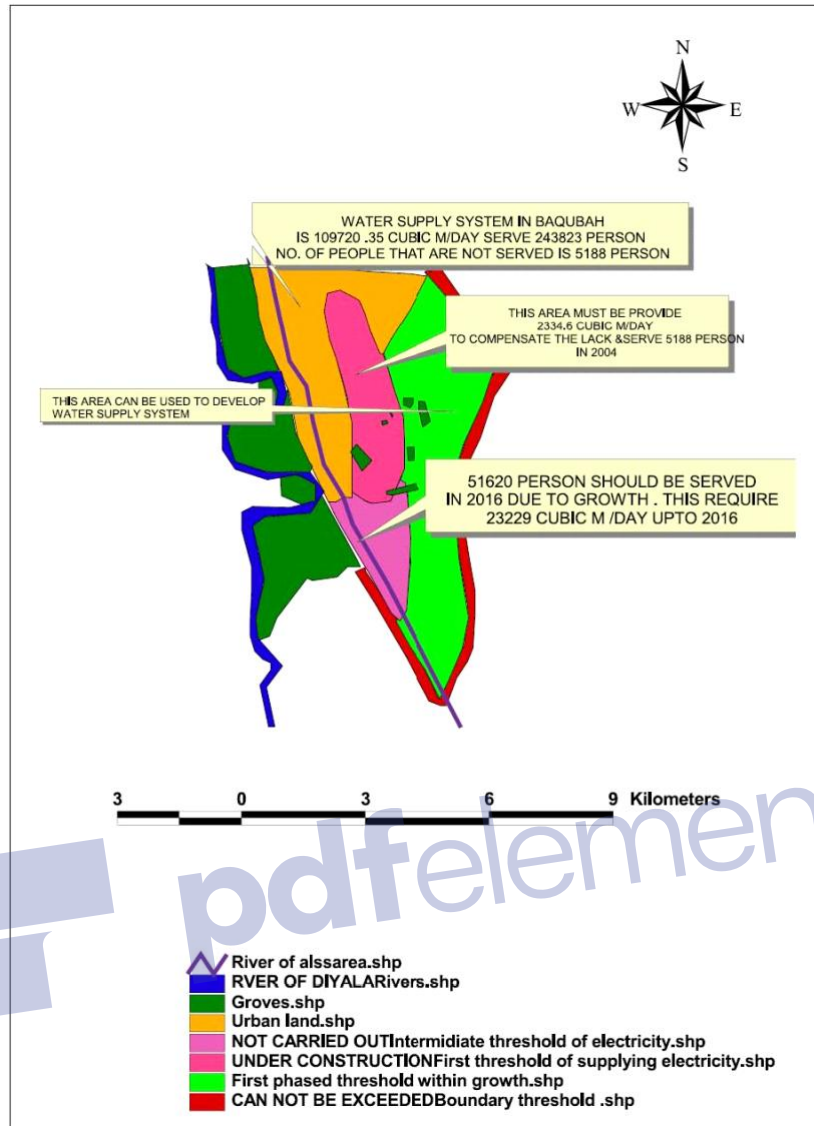 N
W E
S
WATER SUPPLY SYSTEM IN BAQUBAH
IS 109720 .35 CUBIC M/DAY SERVE 243823 PERSON
NO. OF PEOPLE THAT ARE NOT SERVED IS 5188 PERSON
THIS AREA MUST BE PROVIDE
2334.6 CUBIC M/DAY
TO COMPENSATE THE LACK &SERVE 5188 PERSON
IN 2004
THIS AREA CAN BE USED TO DEVELOP
WATER SUPPLY SYSTEM
51620 PERSON SHOULD BE SERVED
IN 2016 DUE TO GROWTH . THIS REQUIRE
23229 CUBIC M /DAY UPTO 2016
3 0 3 6 9 Kilometers
pdfelement
River of alssarea.shp
RVER OF DIYALARivers.shp
Groves.shp
Urban land.shp
NOT CARRIED OUTIntermidiate threshold of electricity.shp
UNDER CONSTRUCTIONFirst threshold of supplying electricity.shp
First phased threshold within growth.shp
CAN NOT BE EXCEEDEDBoundary threshold .shp